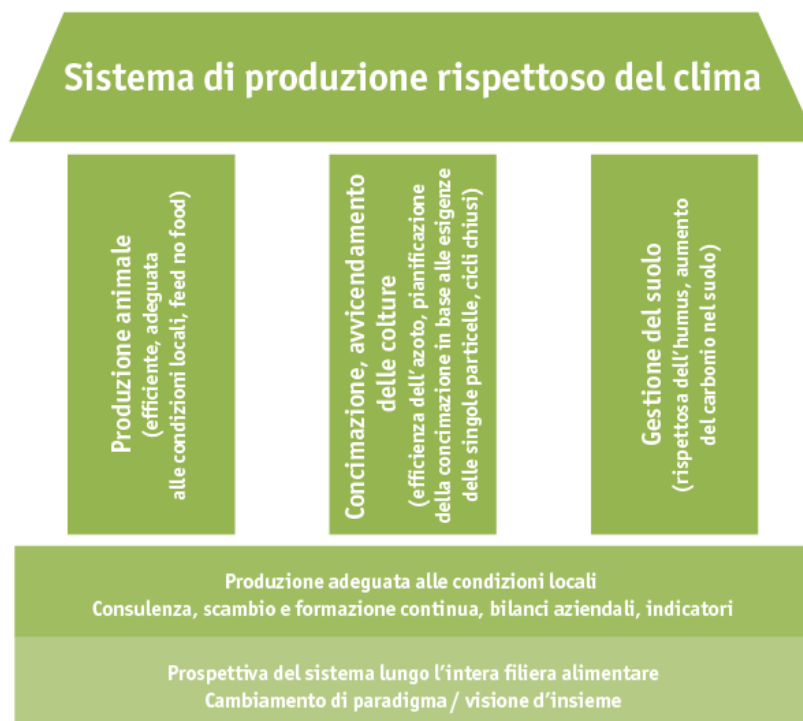 Sistema di produzione rispettoso del clima
Produzione animale
(efficiente, adeguata
alle condizioni locali, feed no food)
Concimazione, avvicendamento
delle colture
(efficienza dell'azoto, pianificazione
della concimazione in base alle esigenze
delle singole particelle, cicli chiusi)
Gestione del suolo
(rispettosa dell'humus, aumento
del carbonio nel suolo)
Produzione adeguata alle condizioni locali
Consulenza, scambio e formazione continua, bilanci aziendali, indicatori
Prospettiva del sistema lungo l'intera filiera alimentare
Cambiamento di paradigma / visione d'insieme